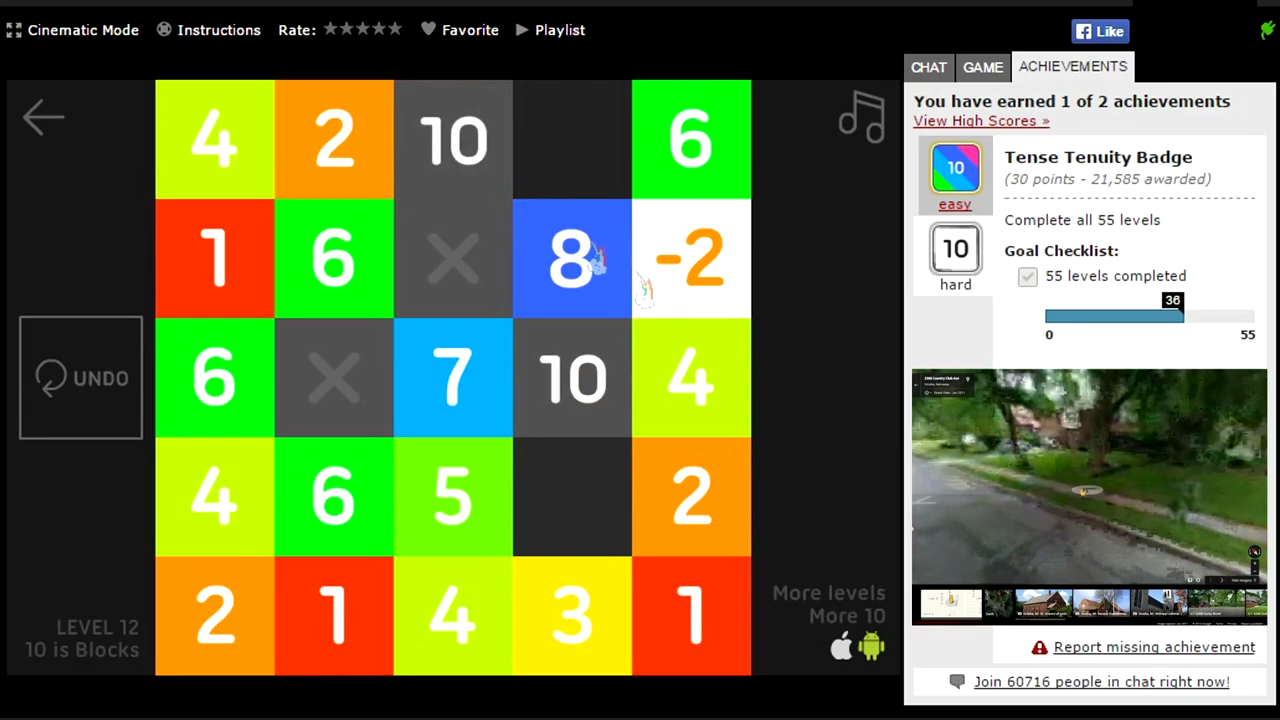 Cinematic Mode
Instructions
Rate:
Favorite
Playlist
Like
4 2 10 6
1 6 × 8 -2
6 × 7 10 4
4 6 5 2
2 1 4 3 1
UNDO
LEVEL 12
10 is Blocks
More levels
More 10
CHAT
GAME
ACHIEVEMENTS
You have earned 1 of 2 achievements
View High Scores »
10
easy
10
hard
Tense Tenuity Badge
(30 points - 21,585 awarded)
Complete all 55 levels
Goal Checklist:
55 levels completed
36
0
55
Report missing achievement
Join 60716 people in chat right now!